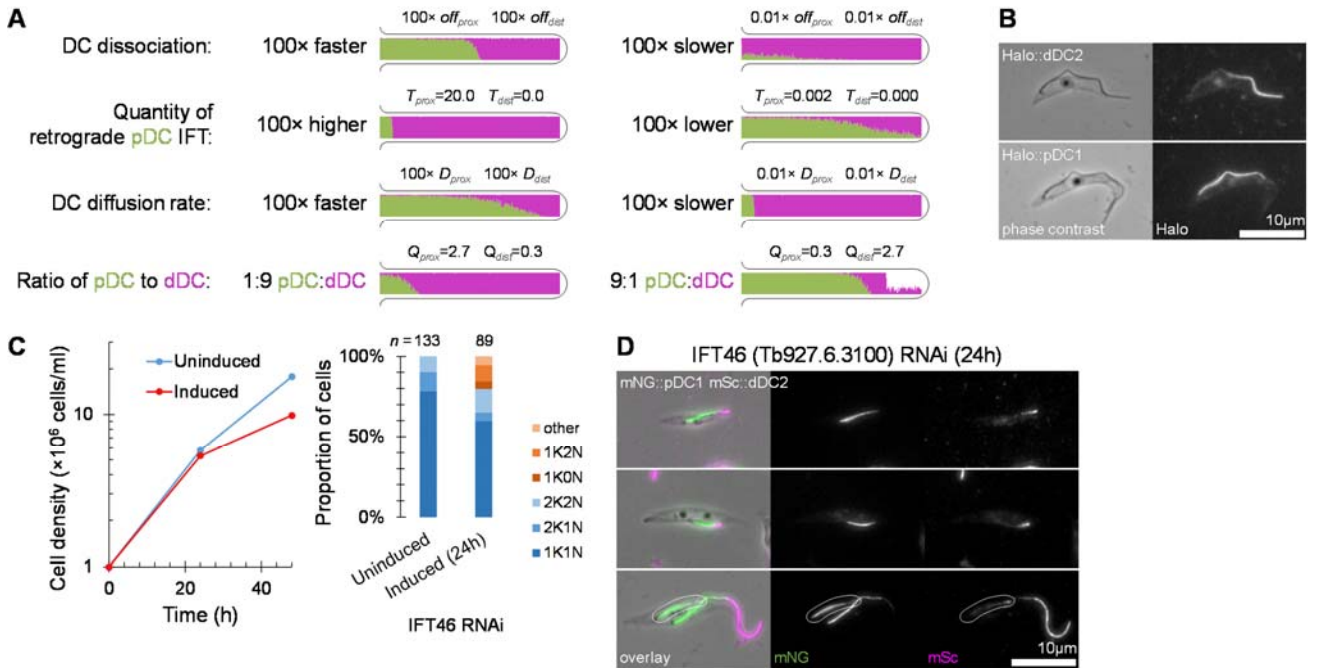 A
100× off_prox 100× off_dist
0.01× off_prox 0.01× off_dist
DC dissociation:
100× faster
100× slower
T_prox=20.0 T_dist=0.0
T_prox=0.002 T_dist=0.000
Quantity of
retrograde pDC IFT:
100× higher
100× lower
100× D_prox 100× D_dist
0.01× D_prox 0.01× D_dist
DC diffusion rate:
100× faster
100× slower
Q_prox=2.7 Q_dist=0.3
Q_prox=0.3 Q_dist=2.7
Ratio of pDC to dDC:
1:9 pDC:dDC
9:1 pDC:dDC
B
Halo::dDC2
Halo::pDC1
phase contrast
Halo
10µm
C
Cell density (×10⁶ cells/ml)
10
1
0 20 40
Time (h)
Uninduced
Induced
n = 133 89
Proportion of cells
100%
50%
0%
Uninduced
Induced (24h)
IFT46 RNAi
other
1K2N
1K0N
2K2N
2K1N
1K1N
D
IFT46 (Tb927.6.3100) RNAi (24h)
mNG::pDC1 mSc::dDC2
overlay
mNG
mSc
10µm